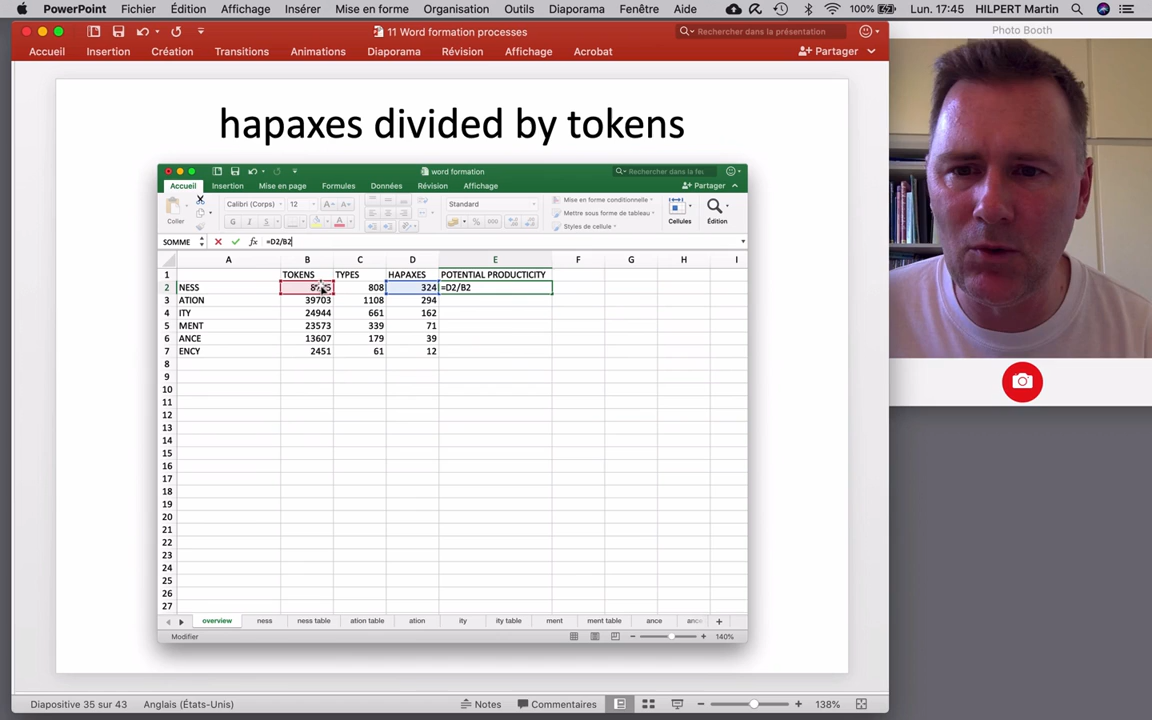 PowerPoint Fichier Édition Affichage Insérer Mise en forme Organisation Outils Diaporama Fenêtre Aide 100% Lun. 17:45 HILPERT Martin
11 Word formation processes
Rechercher dans la présentation
Photo Booth
Accueil Insertion Création Transitions Animations Diaporama Révision Affichage Acrobat Partager
hapaxes divided by tokens
word formation
Rechercher dans la feu
Accueil Insertion Mise en page Formules Données Révision Affichage Partager
Coller
Calibri (Corps) 12
A A
G I S
Standard
% 000
Mise en forme conditionnelle
Mettre sous forme de tableau
Styles de cellule
Cellules
Édition
SOMME fx =D2/B2
A B C D E F G H I
1 TOKENS TYPES HAPAXES POTENTIAL PRODUCTICITY
2 NESS 808 324 =D2/B2
3 ATION 39703 1108 294
4 ITY 24944 661 162
5 MENT 23573 339 71
6 ANCE 13607 179 39
7 ENCY 2451 61 12
8
9
10
11
12
13
14
15
16
17
18
19
20
21
22
23
24
25
26
27
overview ness ness table ation table ation ity ity table ment ment table ance
Modifier 140%
Diapositive 35 sur 43 Anglais (États-Unis) Notes Commentaires 138%